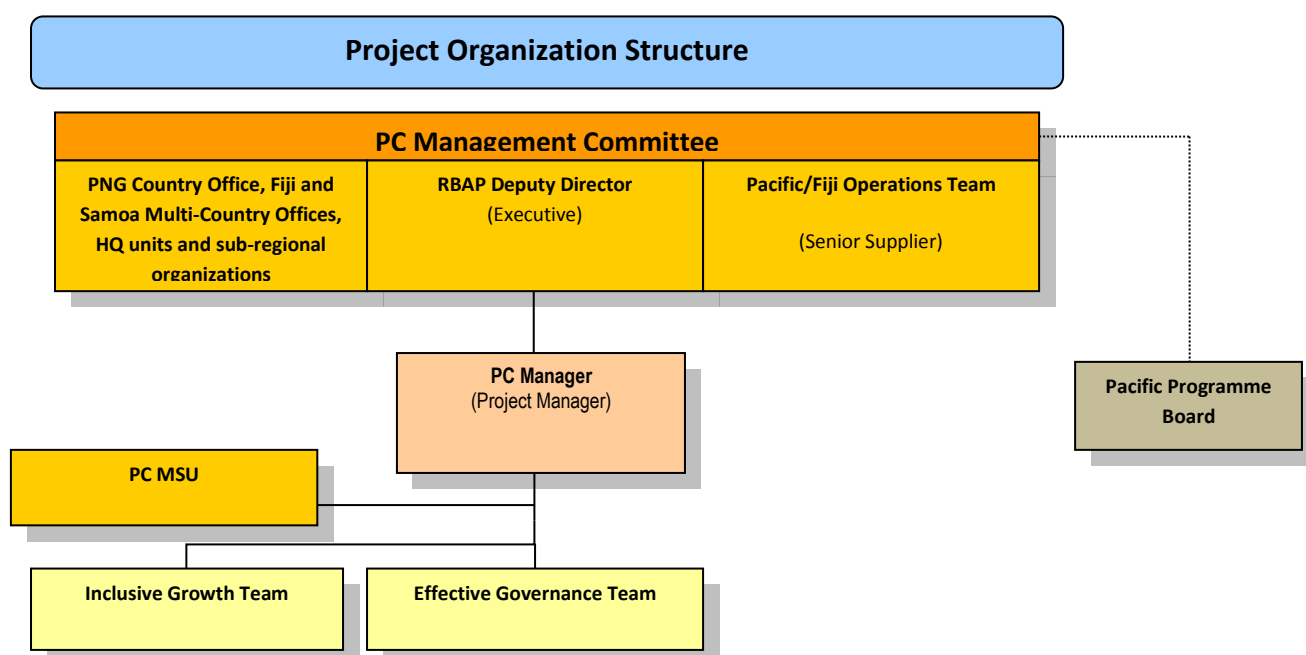 Project Organization Structure
PC Management Committee
PNG Country Office, Fiji and
Samoa Multi-Country Offices,
HQ units and sub-regional
organizations
RBAP Deputy Director
(Executive)
Pacific/Fiji Operations Team
(Senior Supplier)
PC Manager
(Project Manager)
Pacific Programme
Board
PC MSU
Inclusive Growth Team
Effective Governance Team